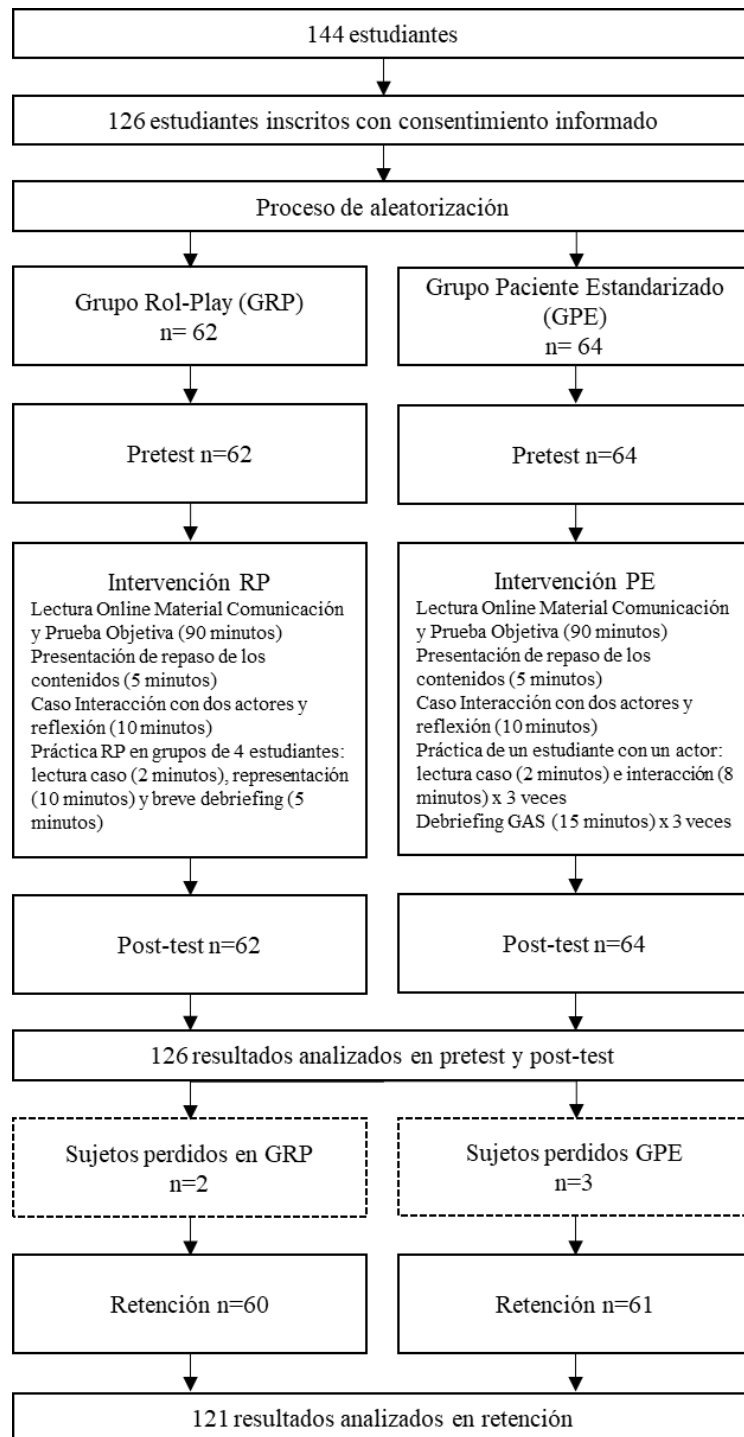 144 estudiantes
126 estudiantes inscritos con consentimiento informado
Proceso de aleatorización
Grupo Rol-Play (GRP)
n= 62
Grupo Paciente Estandarizado
(GPE)
n= 64
Pretest n=62
Pretest n=64
Intervención RP
Lectura Online Material Comunicación
y Prueba Objetiva (90 minutos)
Presentación de repaso de los
contenidos (5 minutos)
Caso Interacción con dos actores y
reflexión (10 minutos)
Práctica RP en grupos de 4 estudiantes:
lectura caso (2 minutos), representación
(10 minutos) y breve debriefing (5
minutos)
Intervención PE
Lectura Online Material Comunicación
y Prueba Objetiva (90 minutos)
Presentación de repaso de los
contenidos (5 minutos)
Caso Interacción con dos actores y
reflexión (10 minutos)
Práctica de un estudiante con un actor:
lectura caso (2 minutos) e interacción (8
minutos) x 3 veces
Debriefing GAS (15 minutos) x 3 veces
Post-test n=62
Post-test n=64
126 resultados analizados en pretest y post-test
Sujetos perdidos en GRP
n=2
Sujetos perdidos GPE
n=3
Retención n=60
Retención n=61
121 resultados analizados en retención